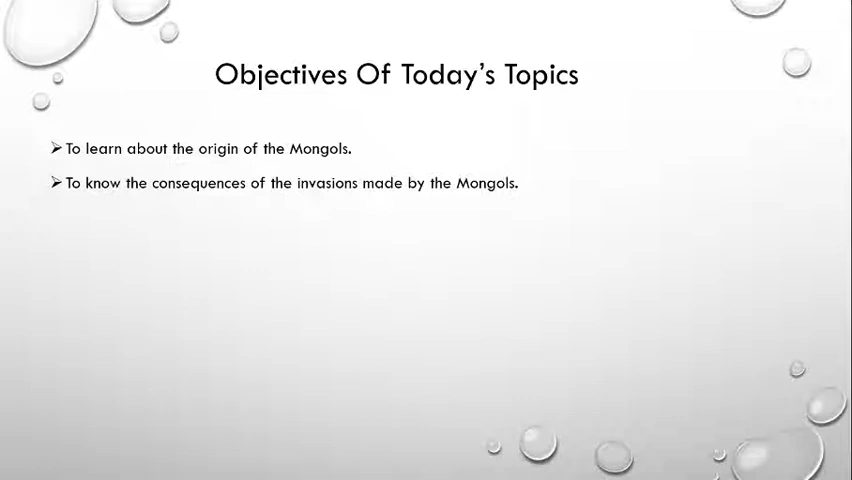 Objectives Of Today's Topics
➢To learn about the origin of the Mongols.
➢To know the consequences of the invasions made by the Mongols.